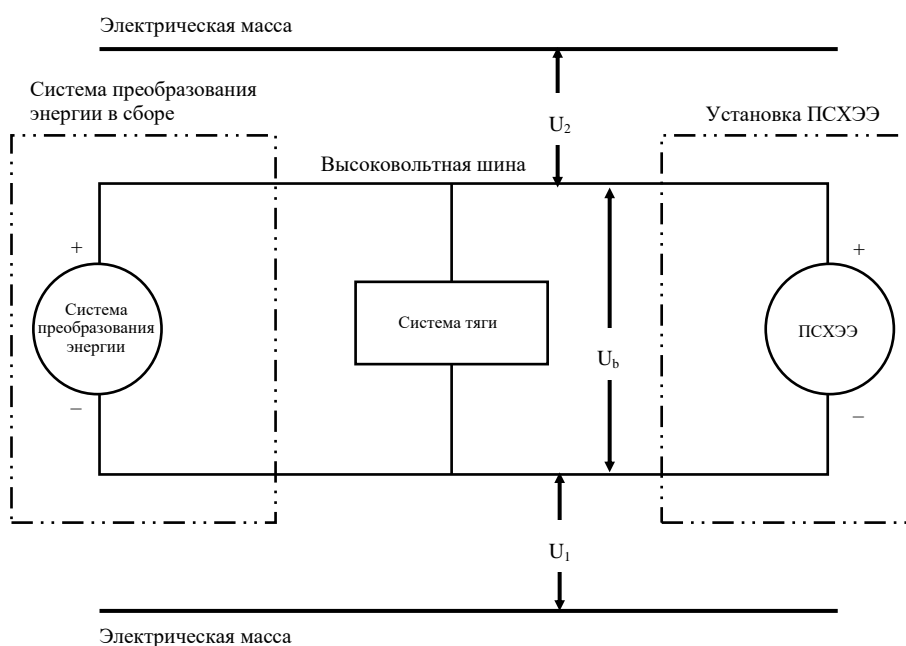 Электрическая масса
Система преобразования
энергии в сборе
U₂
Установка ПСХЭЭ
Высоковольтная шина
+
+
Система
преобразования
энергии
Система тяги
ПСХЭЭ
U_b
–
–
U₁
Электрическая масса